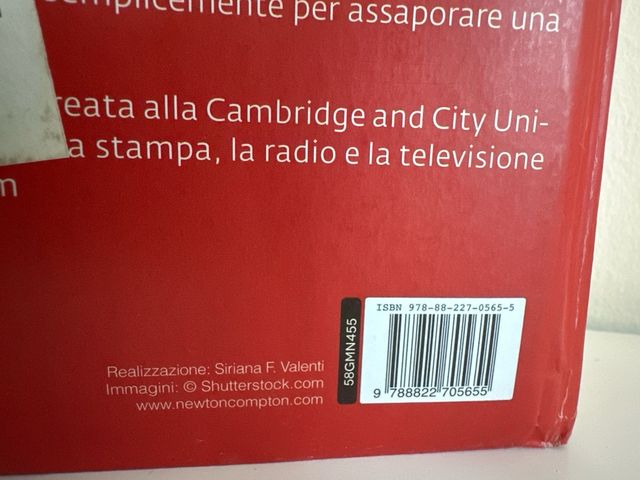 semplicemente per assaporare una
reata alla Cambridge and City Uni-
a stampa, la radio e la televisione
m
Realizzazione: Siriana F. Valenti
Immagini: © Shutterstock.com
www.newtoncompton.com
58GMN455
ISBN 978-88-227-0565-5
9 788822 705655